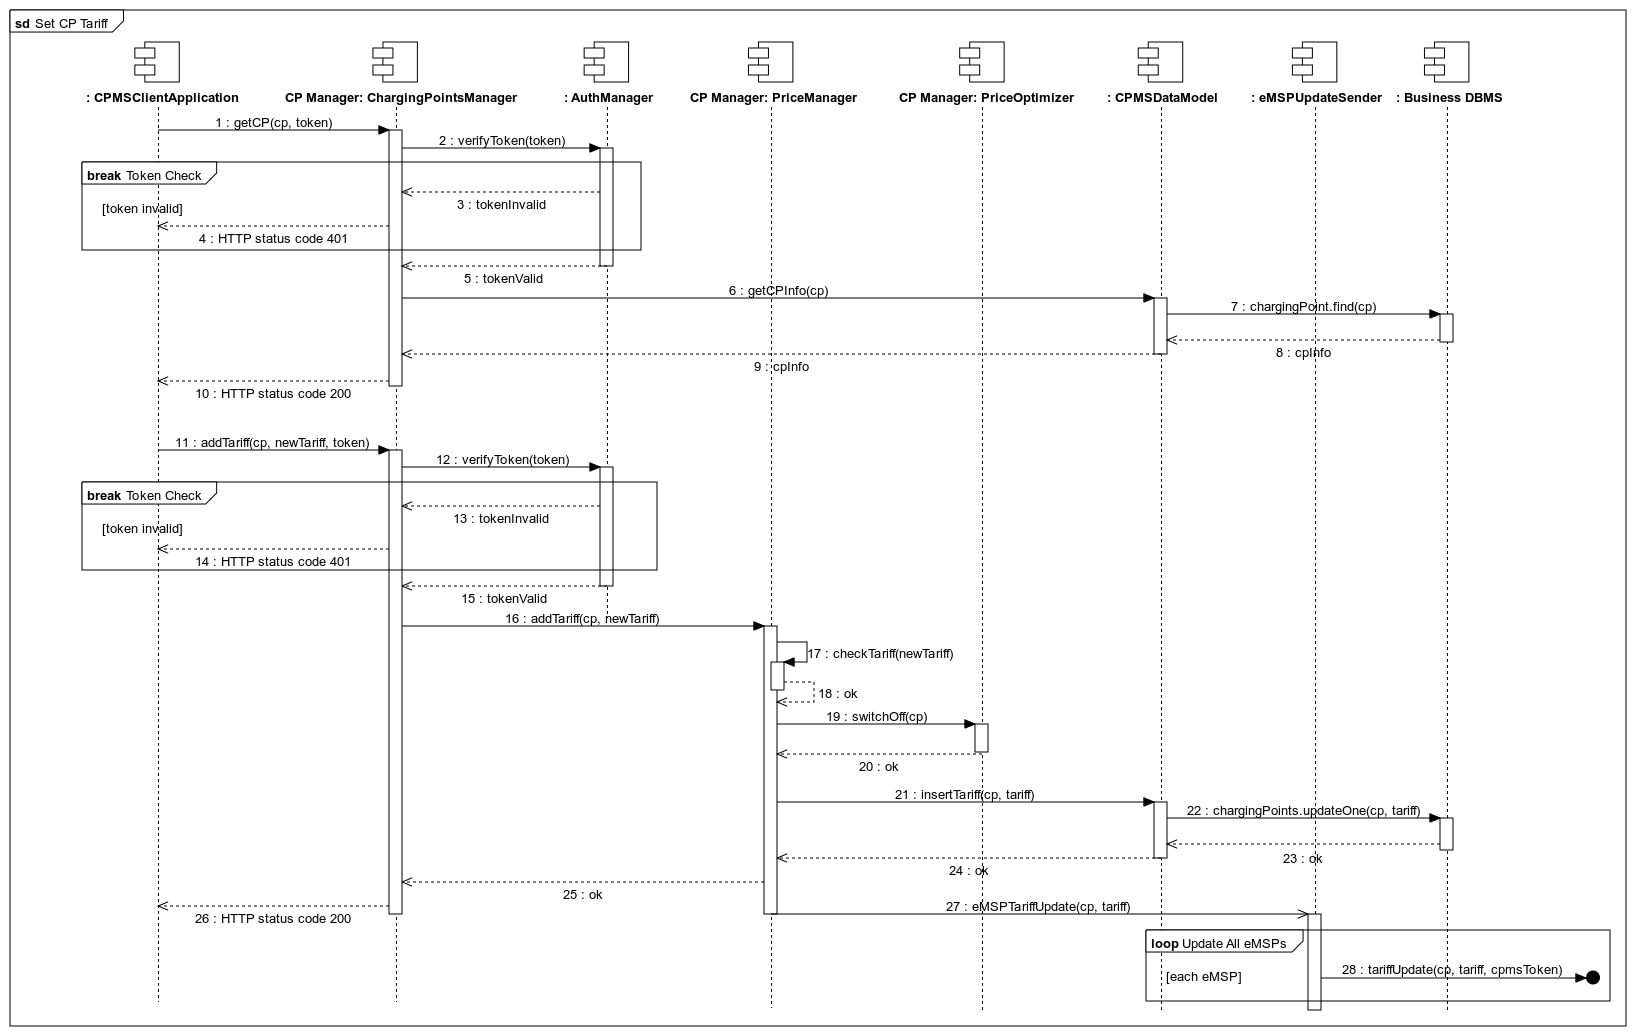 sd Set CP Tariff
: CPMSClientApplication
CP Manager: ChargingPointsManager
: AuthManager
CP Manager: PriceManager
CP Manager: PriceOptimizer
: CPMSDataModel
: eMSPUpdateSender
: Business DBMS
1 : getCP(cp, token)
2 : verifyToken(token)
break Token Check
3 : tokenInvalid
[token invalid]
4 : HTTP status code 401
5 : tokenValid
6 : getCPInfo(cp)
7 : chargingPoint.find(cp)
8 : cpInfo
9 : cpInfo
10 : HTTP status code 200
11 : addTariff(cp, newTariff, token)
12 : verifyToken(token)
break Token Check
13 : tokenInvalid
[token invalid]
14 : HTTP status code 401
15 : tokenValid
16 : addTariff(cp, newTariff)
17 : checkTariff(newTariff)
18 : ok
19 : switchOff(cp)
20 : ok
21 : insertTariff(cp, tariff)
22 : chargingPoints.updateOne(cp, tariff)
23 : ok
24 : ok
25 : ok
26 : HTTP status code 200
27 : eMSPTariffUpdate(cp, tariff)
loop Update All eMSPs
[each eMSP]
28 : tariffUpdate(cp, tariff, cpmsToken)